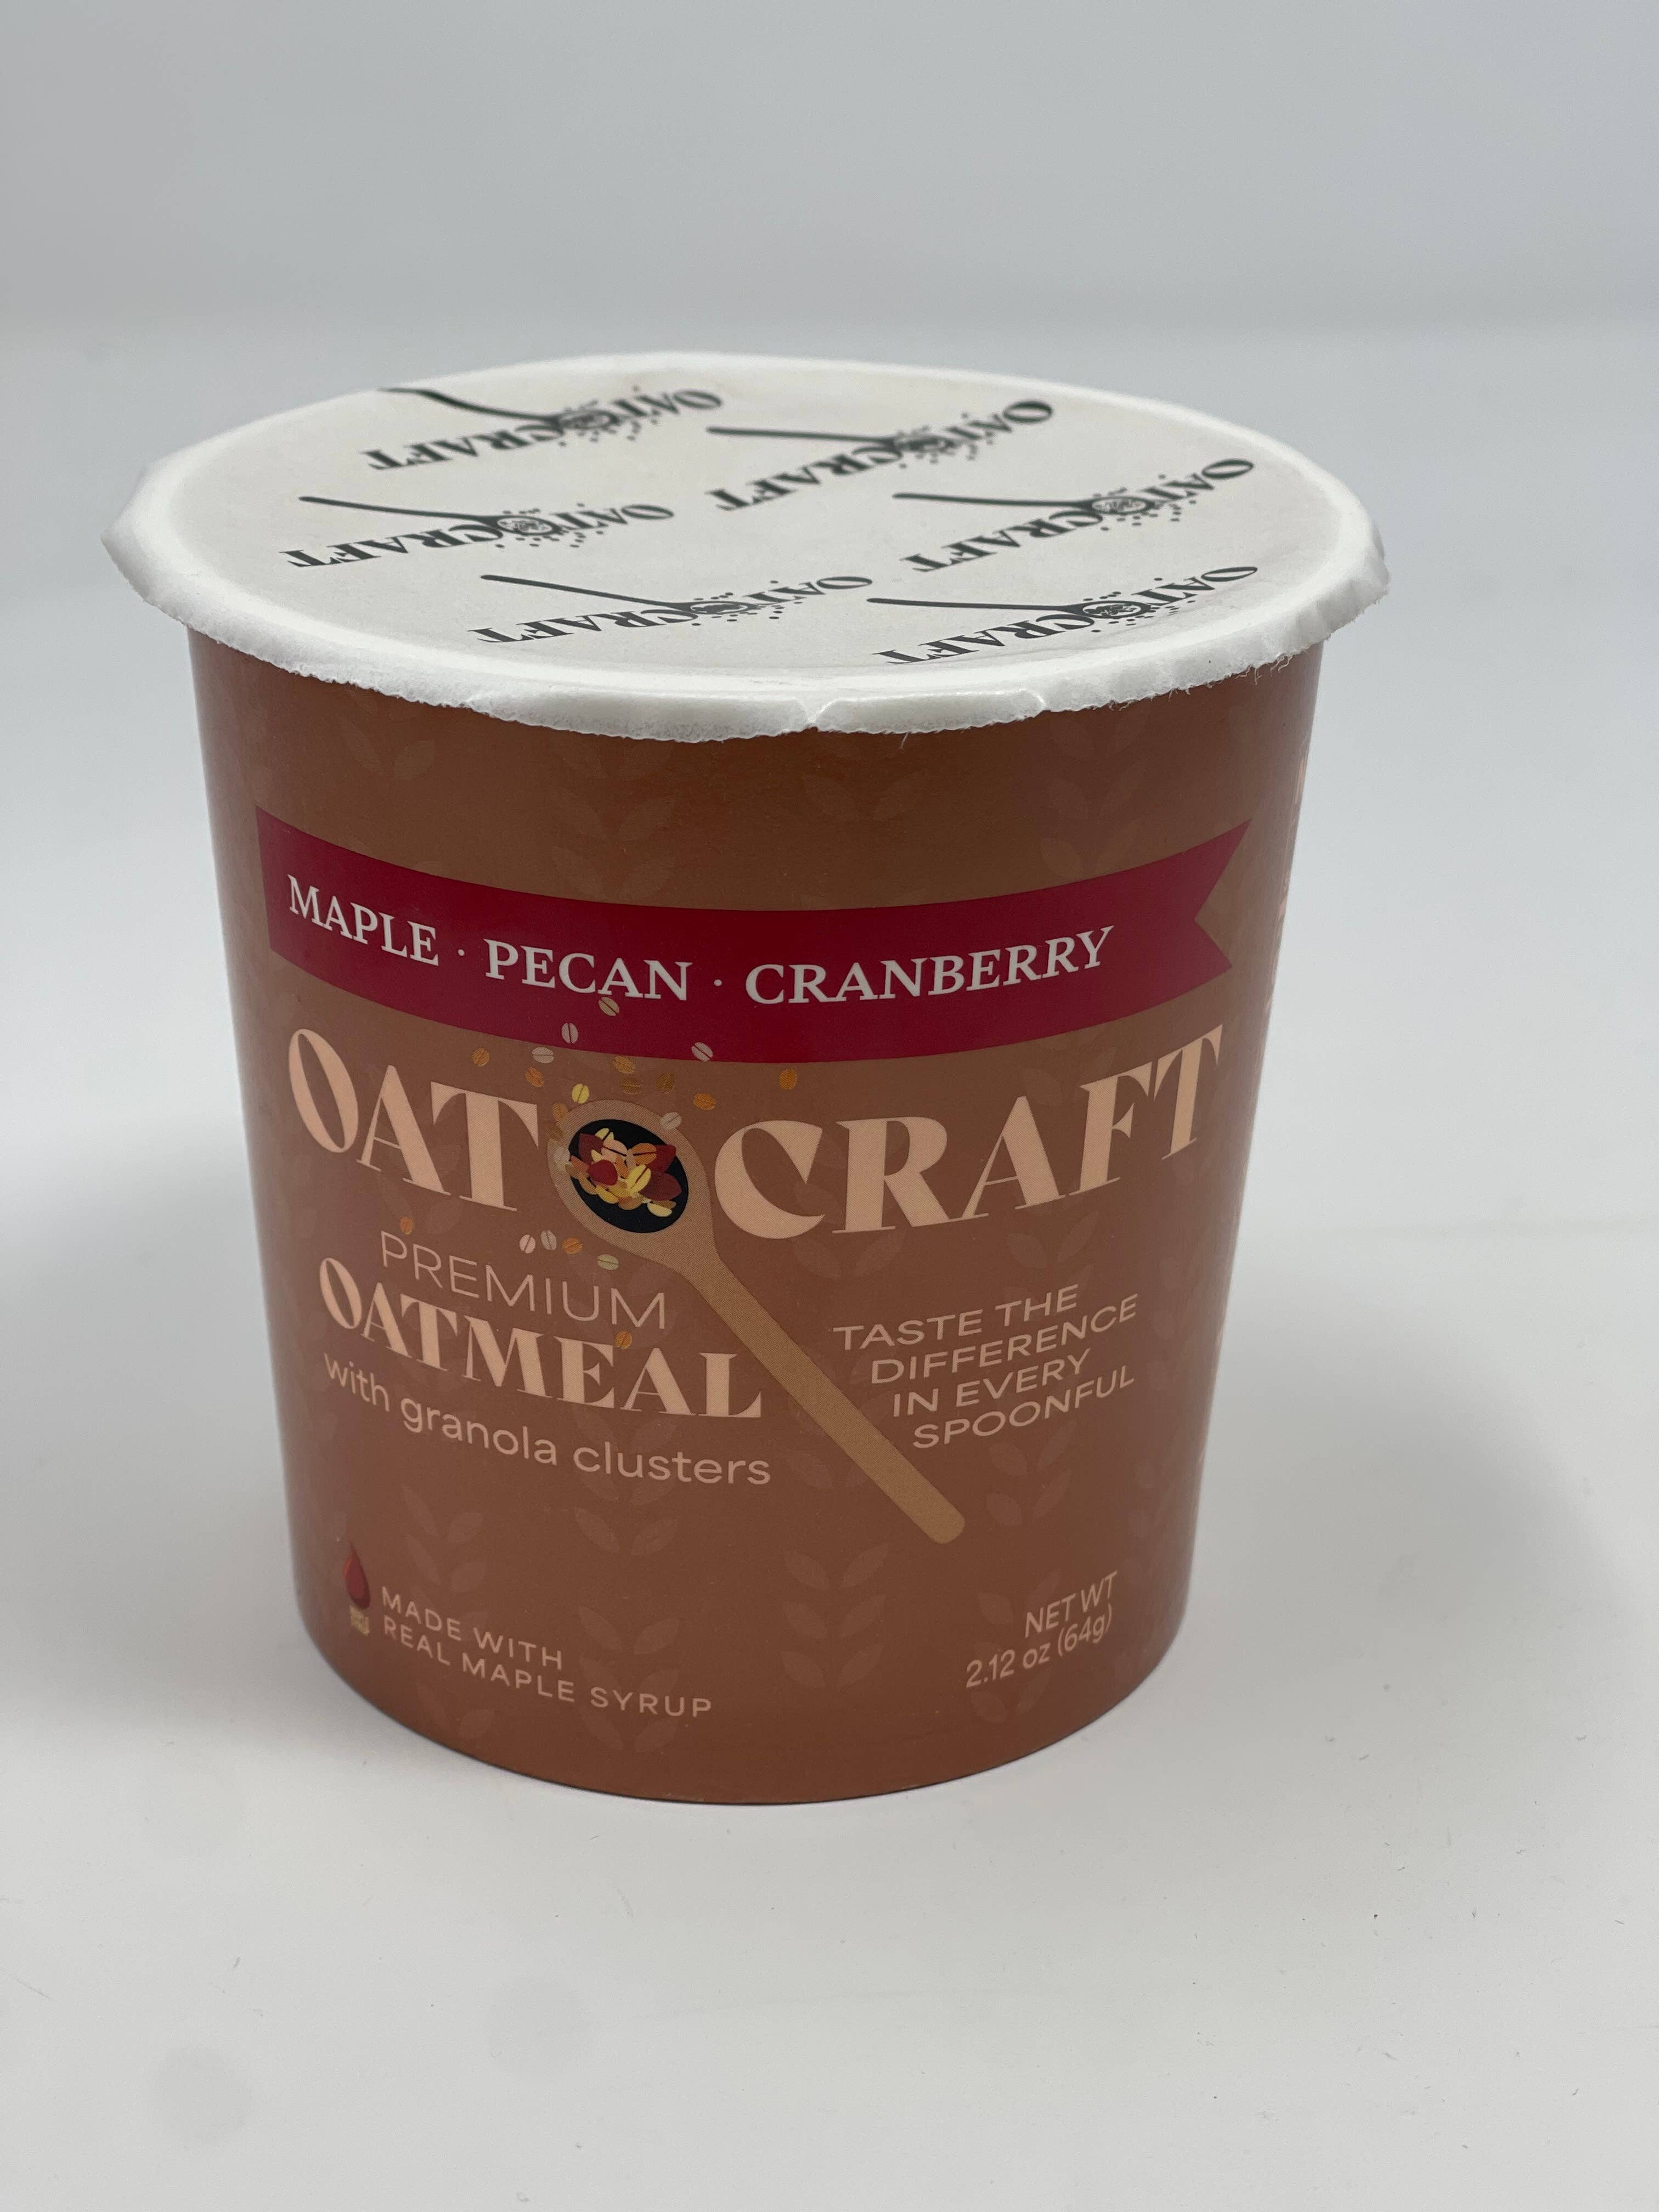 OATCRAFT
OATCRAFT
OATCRAFT
OATCRAFT
OATCRAFT
OATCRAFT
MAPLE · PECAN · CRANBERRY
OAT CRAFT
PREMIUM
OATMEAL
with granola clusters
TASTE THE
DIFFERENCE
IN EVERY
SPOONFUL
MADE WITH
REAL MAPLE SYRUP
NET WT
2.12 oz (64g)